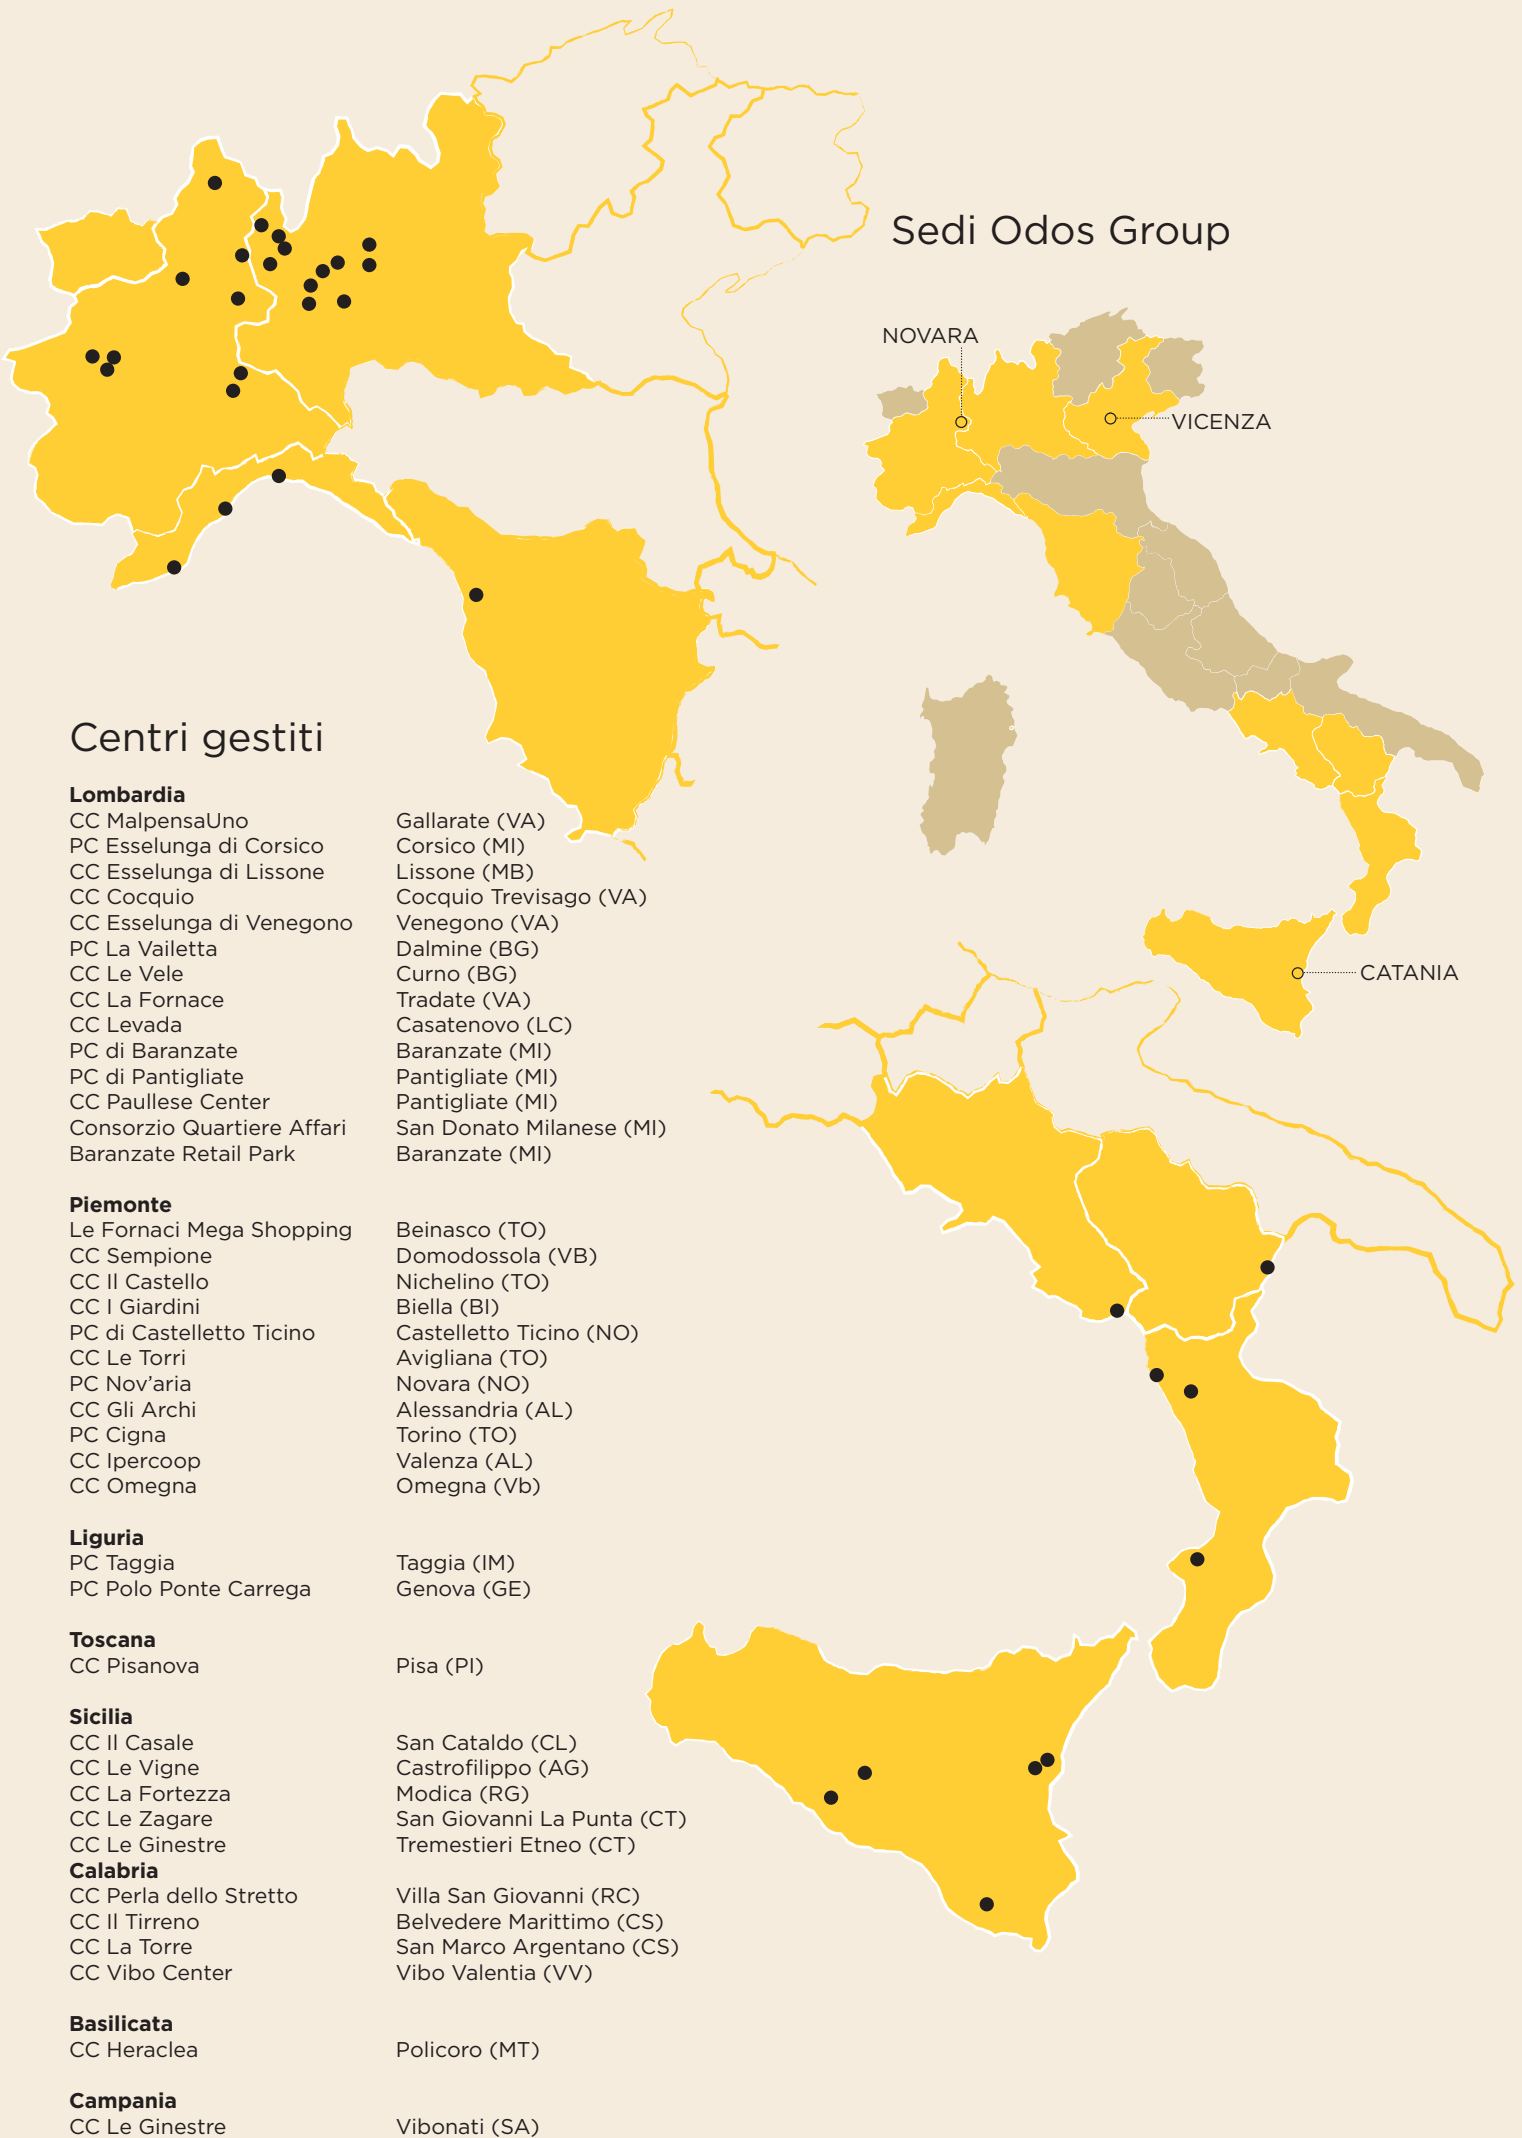 Sedi Odos Group
NOVARA
VICENZA
CATANIA
Centri gestiti
Lombardia
CC MalpensaUno Gallarate (VA)
PC Esselunga di Corsico Corsico (MI)
CC Esselunga di Lissone Lissone (MB)
CC Cocquio Cocquio Trevisago (VA)
CC Esselunga di Venegono Venegono (VA)
PC La Vailetta Dalmine (BG)
CC Le Vele Curno (BG)
CC La Fornace Tradate (VA)
CC Levada Casatenovo (LC)
PC di Baranzate Baranzate (MI)
PC di Pantigliate Pantigliate (MI)
CC Paullese Center Pantigliate (MI)
Consorzio Quartiere Affari San Donato Milanese (MI)
Baranzate Retail Park Baranzate (MI)
Piemonte
Le Fornaci Mega Shopping Beinasco (TO)
CC Sempione Domodossola (VB)
CC Il Castello Nichelino (TO)
CC I Giardini Biella (BI)
PC di Castelletto Ticino Castelletto Ticino (NO)
CC Le Torri Avigliana (TO)
PC Nov’aria Novara (NO)
CC Gli Archi Alessandria (AL)
PC Cigna Torino (TO)
CC Ipercoop Valenza (AL)
CC Omegna Omegna (Vb)
Liguria
PC Taggia Taggia (IM)
PC Polo Ponte Carrega Genova (GE)
Toscana
CC Pisanova Pisa (PI)
Sicilia
CC Il Casale San Cataldo (CL)
CC Le Vigne Castrofilippo (AG)
CC La Fortezza Modica (RG)
CC Le Zagare San Giovanni La Punta (CT)
CC Le Ginestre Tremestieri Etneo (CT)
Calabria
CC Perla dello Stretto Villa San Giovanni (RC)
CC Il Tirreno Belvedere Marittimo (CS)
CC La Torre San Marco Argentano (CS)
CC Vibo Center Vibo Valentia (VV)
Basilicata
CC Heraclea Policoro (MT)
Campania
CC Le Ginestre Vibonati (SA)